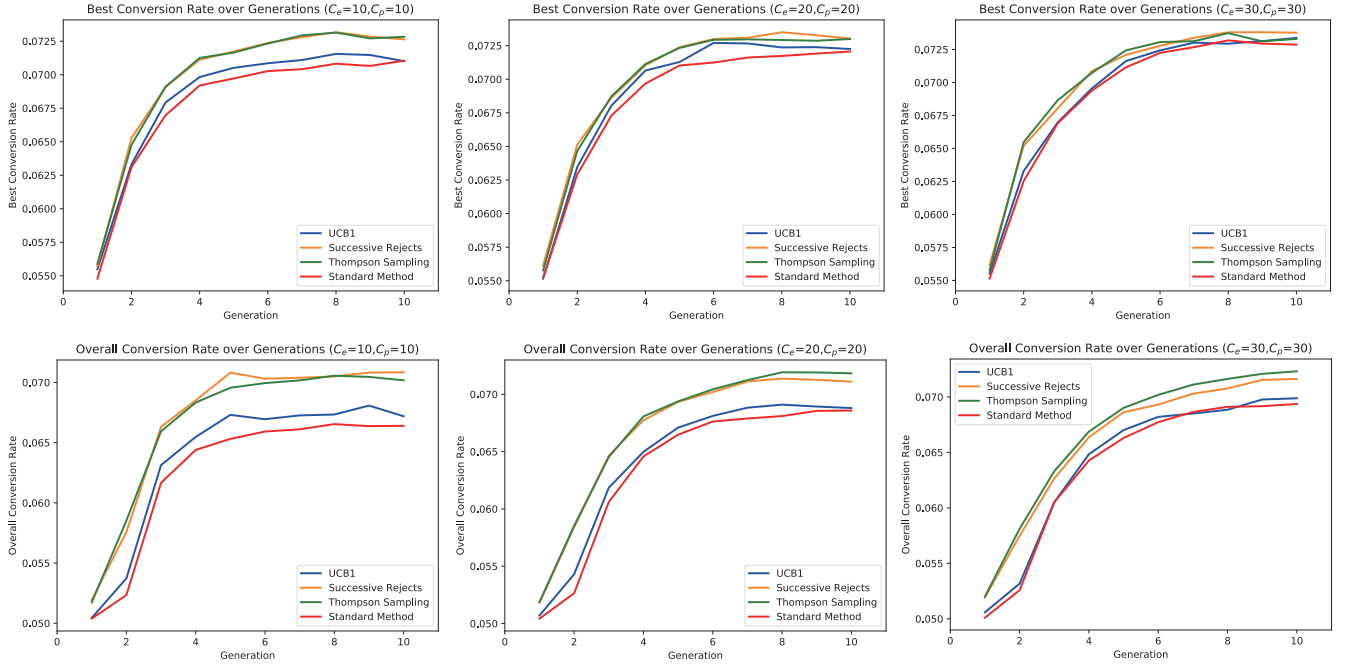 Best Conversion Rate over Generations (Ce=10,Cp=10)
Best Conversion Rate
0.0725
0.0700
0.0675
0.0650
0.0625
0.0600
0.0575
0.0550
UCB1
Successive Rejects
Thompson Sampling
Standard Method
0 2 4 6 8 10
Generation
Best Conversion Rate over Generations (Ce=20,Cp=20)
Best Conversion Rate
0.0725
0.0700
0.0675
0.0650
0.0625
0.0600
0.0575
0.0550
UCB1
Successive Rejects
Thompson Sampling
Standard Method
0 2 4 6 8 10
Generation
Best Conversion Rate over Generations (Ce=30,Cp=30)
Best Conversion Rate
0.0725
0.0700
0.0675
0.0650
0.0625
0.0600
0.0575
0.0550
UCB1
Successive Rejects
Thompson Sampling
Standard Method
0 2 4 6 8 10
Generation
Overall Conversion Rate over Generations (Ce=10,Cp=10)
Overall Conversion Rate
0.070
0.065
0.060
0.055
0.050
UCB1
Successive Rejects
Thompson Sampling
Standard Method
0 2 4 6 8 10
Generation
Overall Conversion Rate over Generations (Ce=20,Cp=20)
Overall Conversion Rate
0.070
0.065
0.060
0.055
0.050
UCB1
Successive Rejects
Thompson Sampling
Standard Method
0 2 4 6 8 10
Generation
Overall Conversion Rate over Generations (Ce=30,Cp=30)
Overall Conversion Rate
0.070
0.065
0.060
0.055
0.050
UCB1
Successive Rejects
Thompson Sampling
Standard Method
0 2 4 6 8 10
Generation